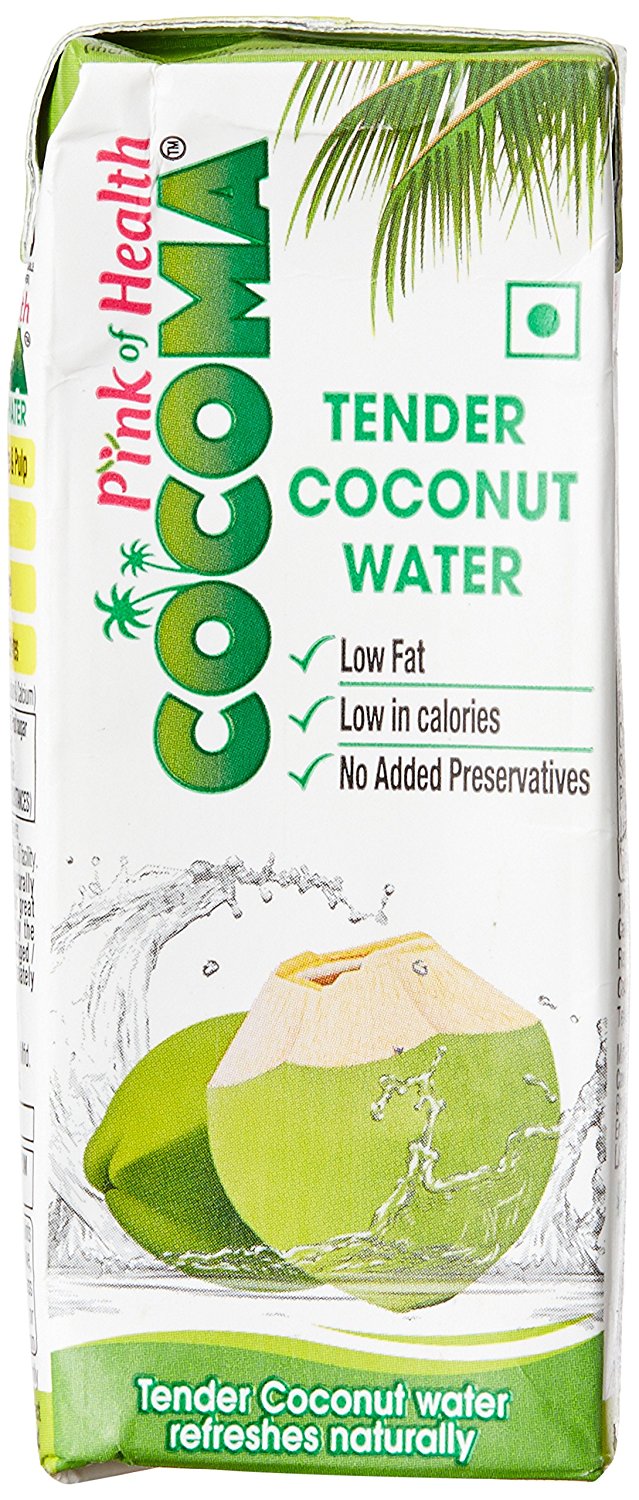 Pink of Health
COCOMA™
TENDER
COCONUT
WATER
Low Fat
Low in calories
No Added Preservatives
Tender Coconut water
refreshes naturally
& Pulp